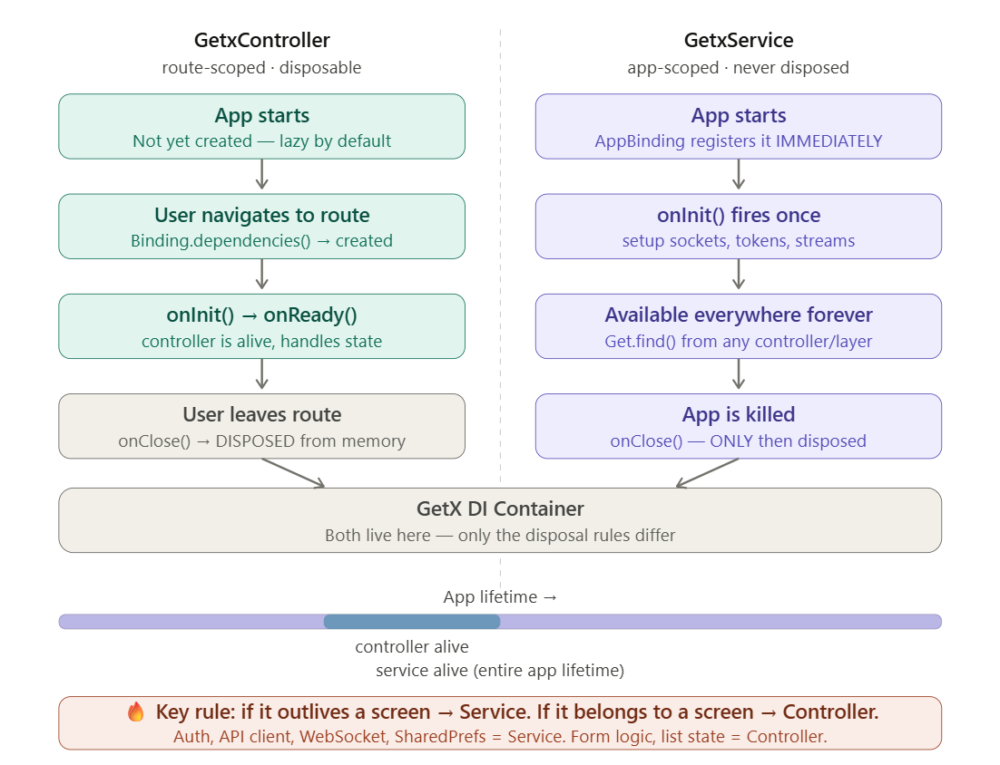 GetxController
route-scoped · disposable
App starts
Not yet created — lazy by default
User navigates to route
Binding.dependencies() → created
onInit() → onReady()
controller is alive, handles state
User leaves route
onClose() → DISPOSED from memory
GetxService
app-scoped · never disposed
App starts
AppBinding registers it IMMEDIATELY
onInit() fires once
setup sockets, tokens, streams
Available everywhere forever
Get.find() from any controller/layer
App is killed
onClose() — ONLY then disposed
GetX DI Container
Both live here — only the disposal rules differ
App lifetime →
controller alive
service alive (entire app lifetime)
🔥 Key rule: if it outlives a screen → Service. If it belongs to a screen → Controller.
Auth, API client, WebSocket, SharedPrefs = Service. Form logic, list state = Controller.